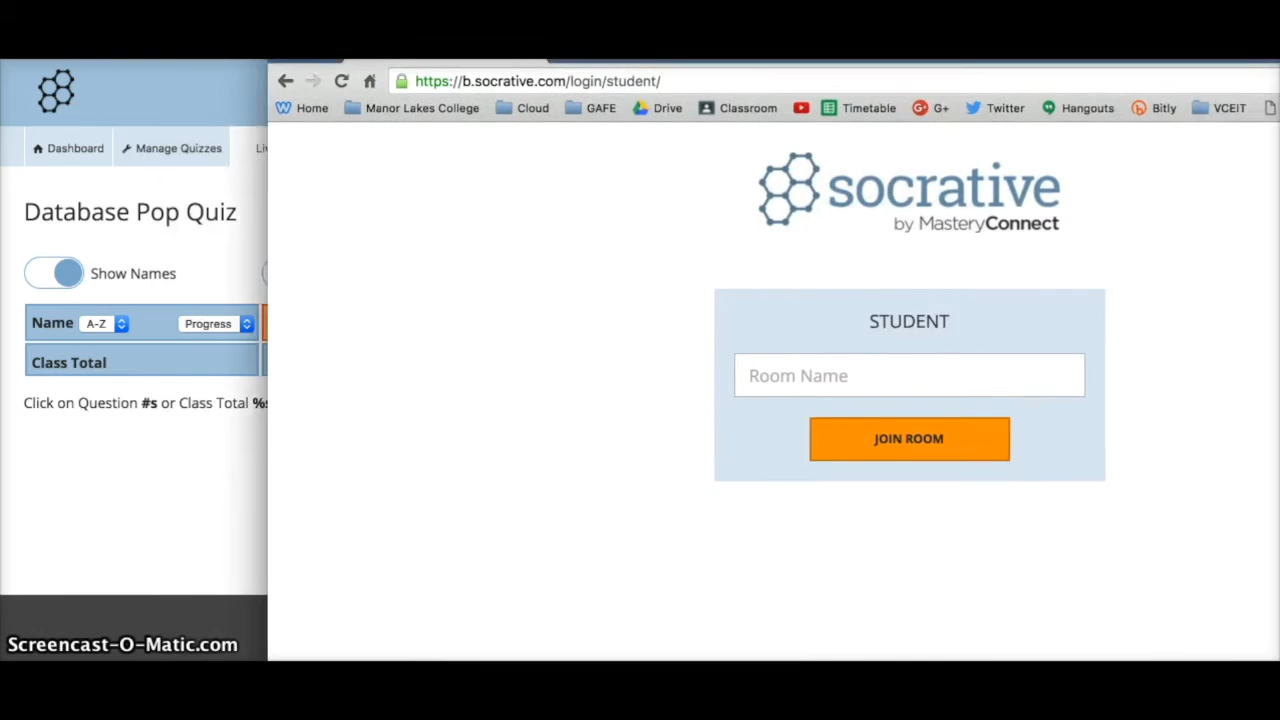 https://b.socrative.com/login/student/
Home Manor Lakes College Cloud GAFE Drive Classroom Timetable G+ Twitter Hangouts Bitly VCEIT
Dashboard Manage Quizzes
socrative
by MasteryConnect
Database Pop Quiz
Show Names
Name A-Z Progress
Class Total
Click on Question #s or Class Total
STUDENT
Room Name
JOIN ROOM
Screencast-O-Matic.com